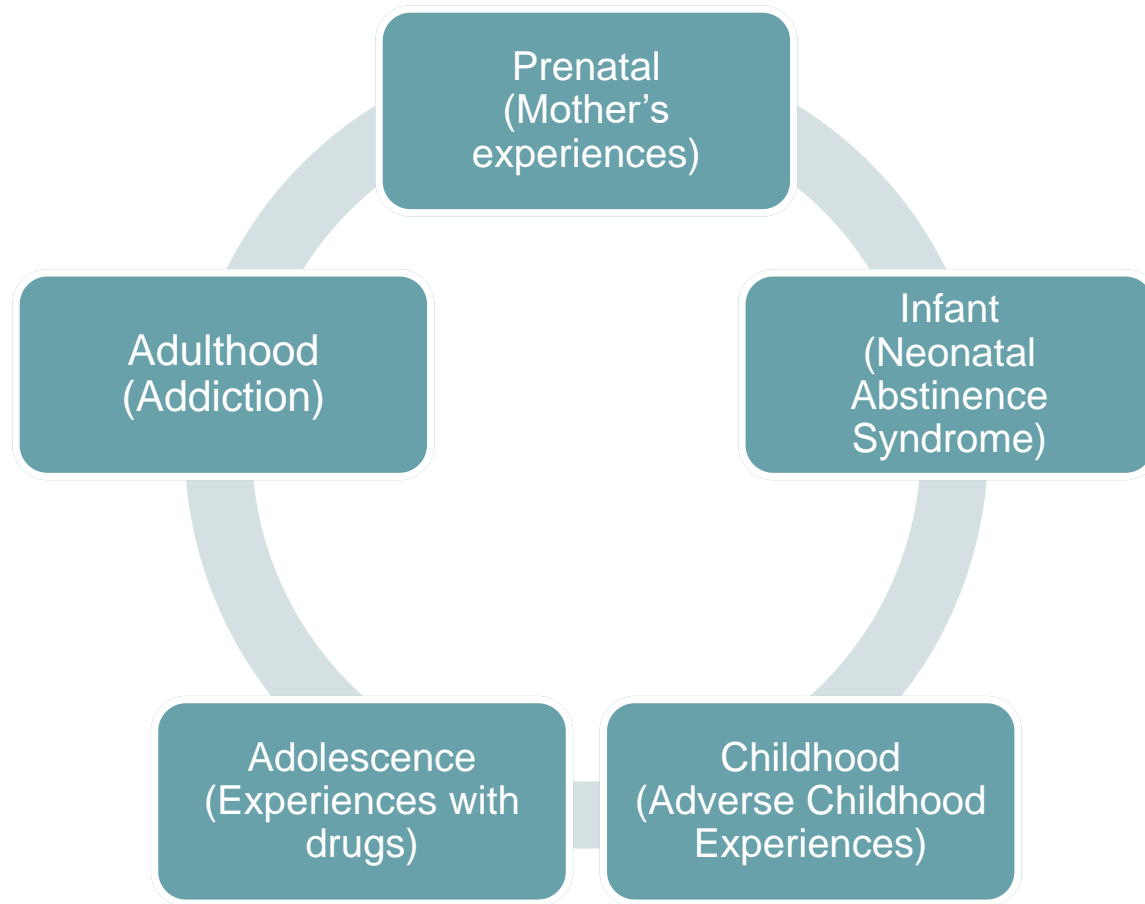 Prenatal
(Mother’s
experiences)
Infant
(Neonatal
Abstinence
Syndrome)
Childhood
(Adverse Childhood
Experiences)
Adolescence
(Experiences with
drugs)
Adulthood
(Addiction)